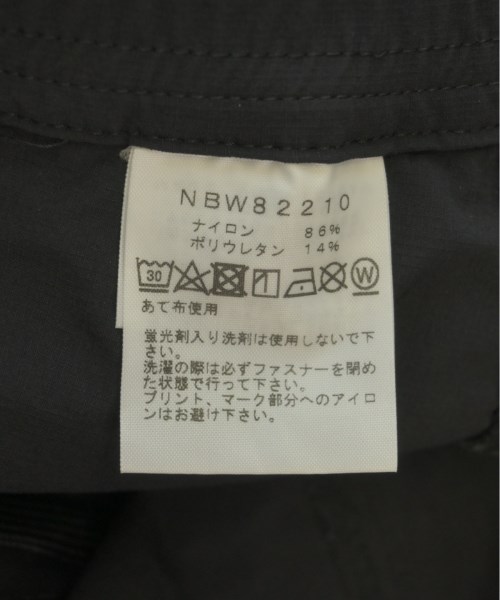 NBW82210
ナイロン 86%
ポリウレタン 14%
30 W
あて布使用
蛍光剤入り洗剤は使用しないで下
さい。
洗濯の際は必ずファスナーを閉め
た状態で行って下さい。
プリント、マーク部分へのアイロ
ンはお避け下さい。